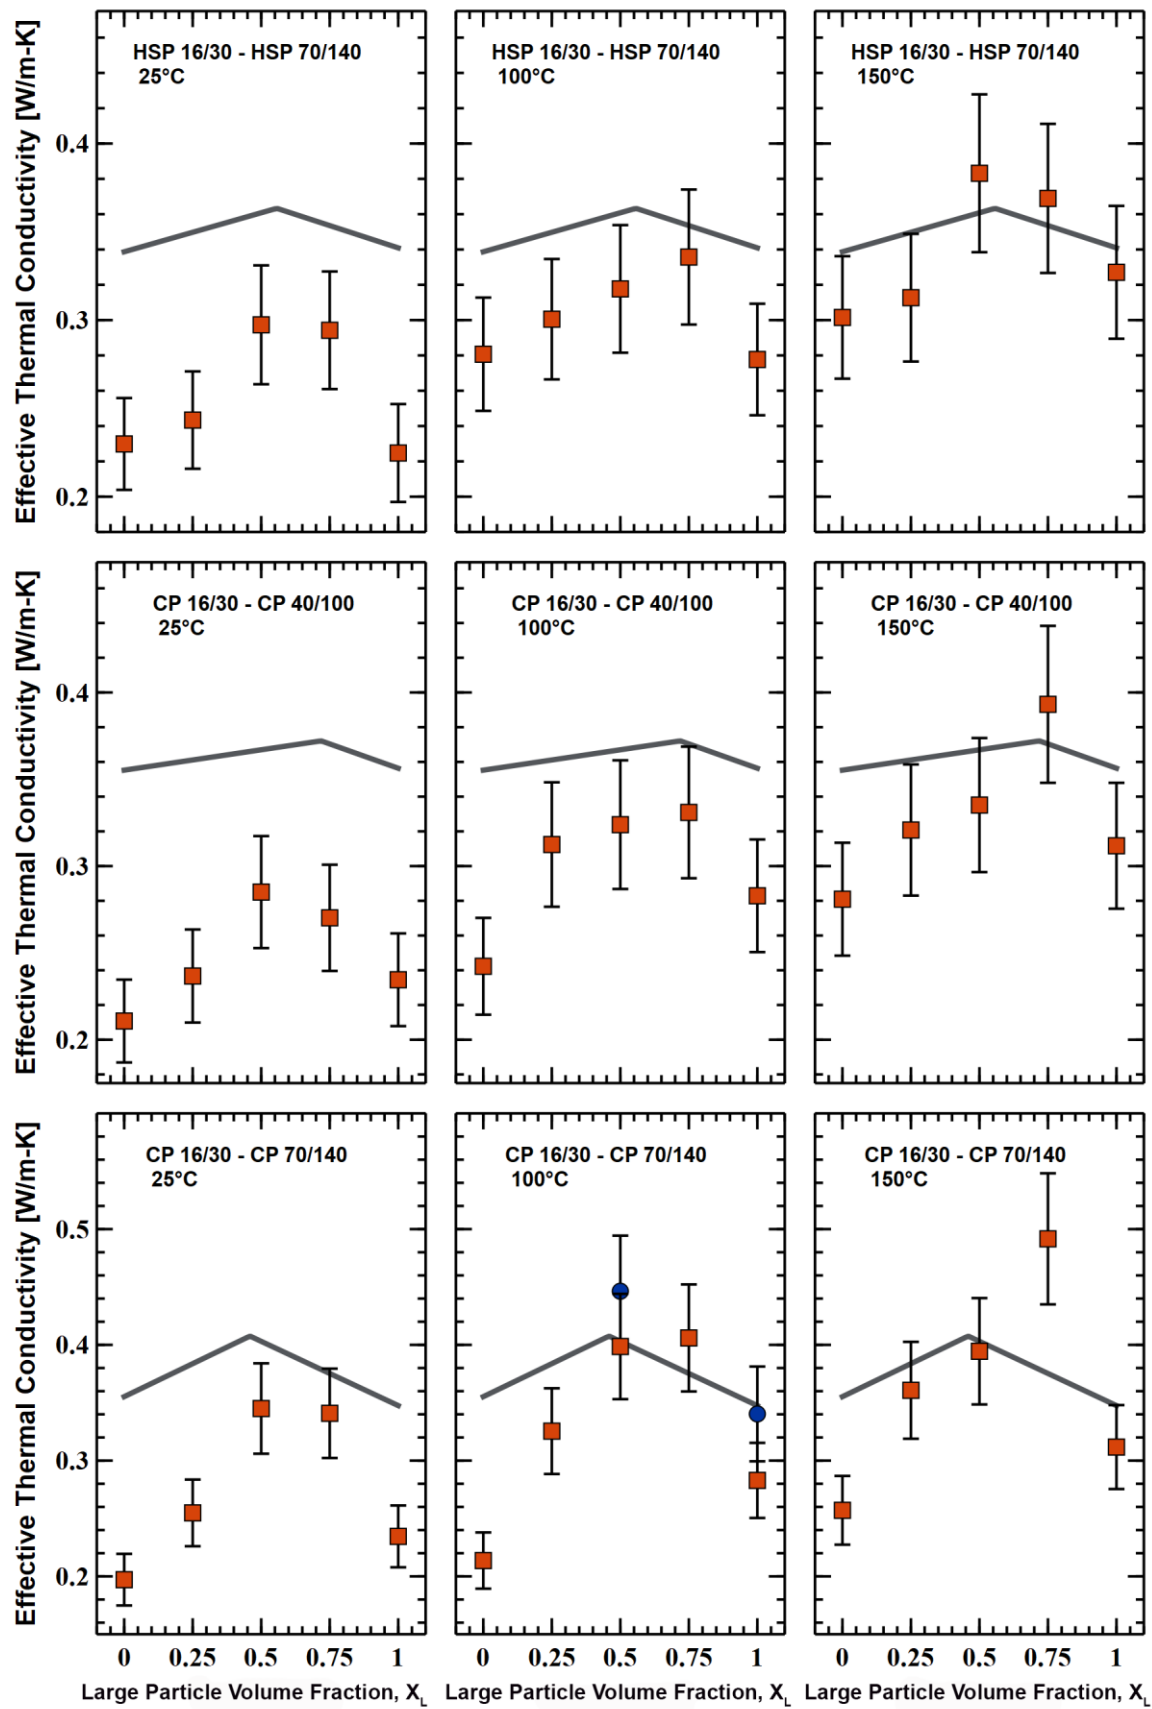 Effective Thermal Conductivity [W/m-K]
HSP 16/30 - HSP 70/140
25°C
HSP 16/30 - HSP 70/140
100°C
HSP 16/30 - HSP 70/140
150°C
0.4
0.3
0.2
Effective Thermal Conductivity [W/m-K]
CP 16/30 - CP 40/100
25°C
CP 16/30 - CP 40/100
100°C
CP 16/30 - CP 40/100
150°C
0.4
0.3
0.2
Effective Thermal Conductivity [W/m-K]
CP 16/30 - CP 70/140
25°C
CP 16/30 - CP 70/140
100°C
CP 16/30 - CP 70/140
150°C
0.5
0.4
0.3
0.2
0 0.25 0.5 0.75 1
0 0.25 0.5 0.75 1
0 0.25 0.5 0.75 1
Large Particle Volume Fraction, X_L
Large Particle Volume Fraction, X_L
Large Particle Volume Fraction, X_L